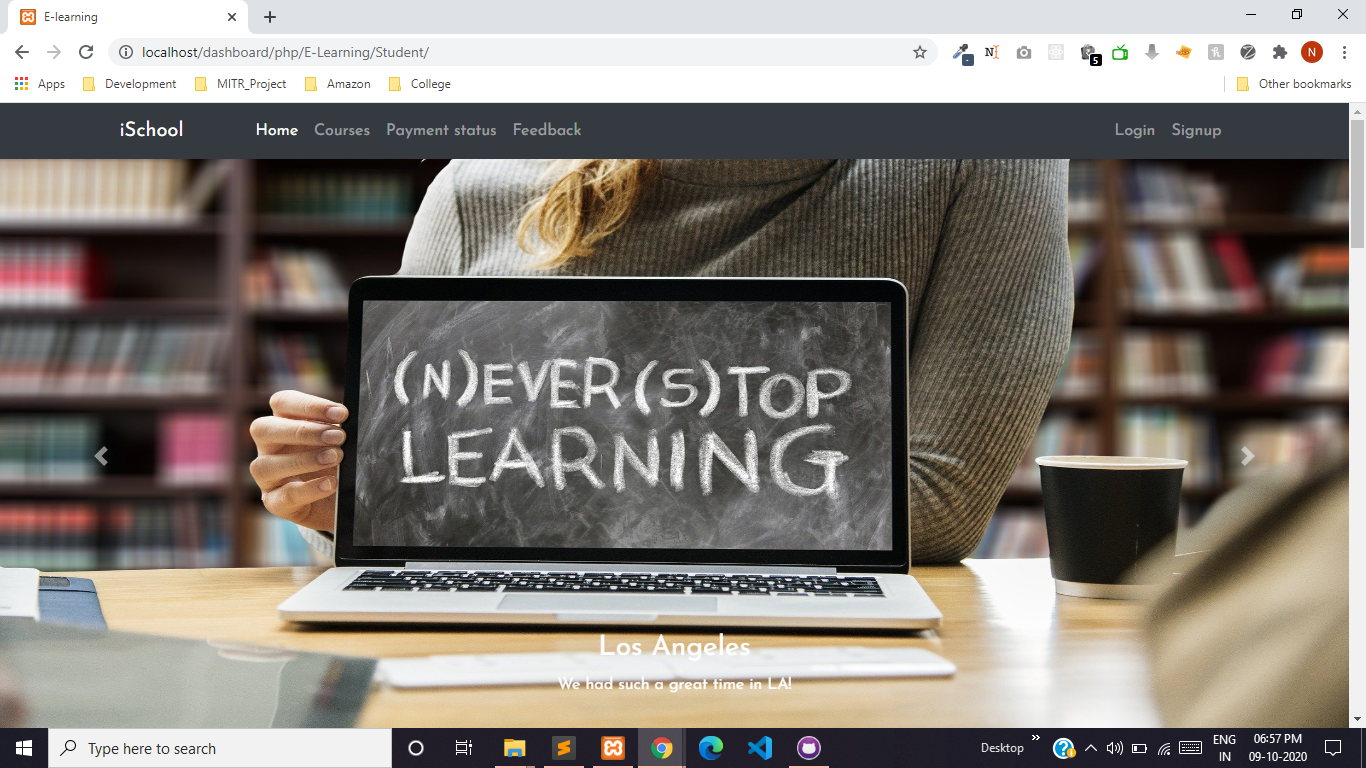 E-learning
localhost/dashboard/php/E-Learning/Student/
5
N
Apps Development MITR_Project Amazon College Other bookmarks
iSchool Home Courses Payment status Feedback Login Signup
(N)EVER (S)TOP
LEARNING
Los Angeles
We had such a great time in LA!
Type here to search
Desktop
ENG
IN
06:57 PM
09-10-2020